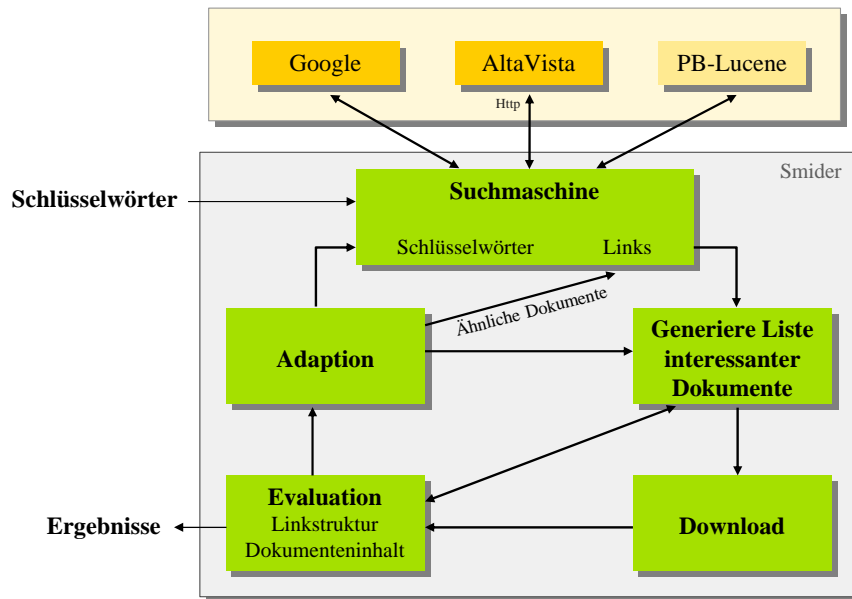 Google
AltaVista
PB-Lucene
Http
Smider
Schlüsselwörter
Suchmaschine
Schlüsselwörter
Links
Ähnliche Dokumente
Adaption
Generiere Liste
interessanter
Dokumente
Evaluation
Linkstruktur
Dokumenteninhalt
Ergebnisse
Download